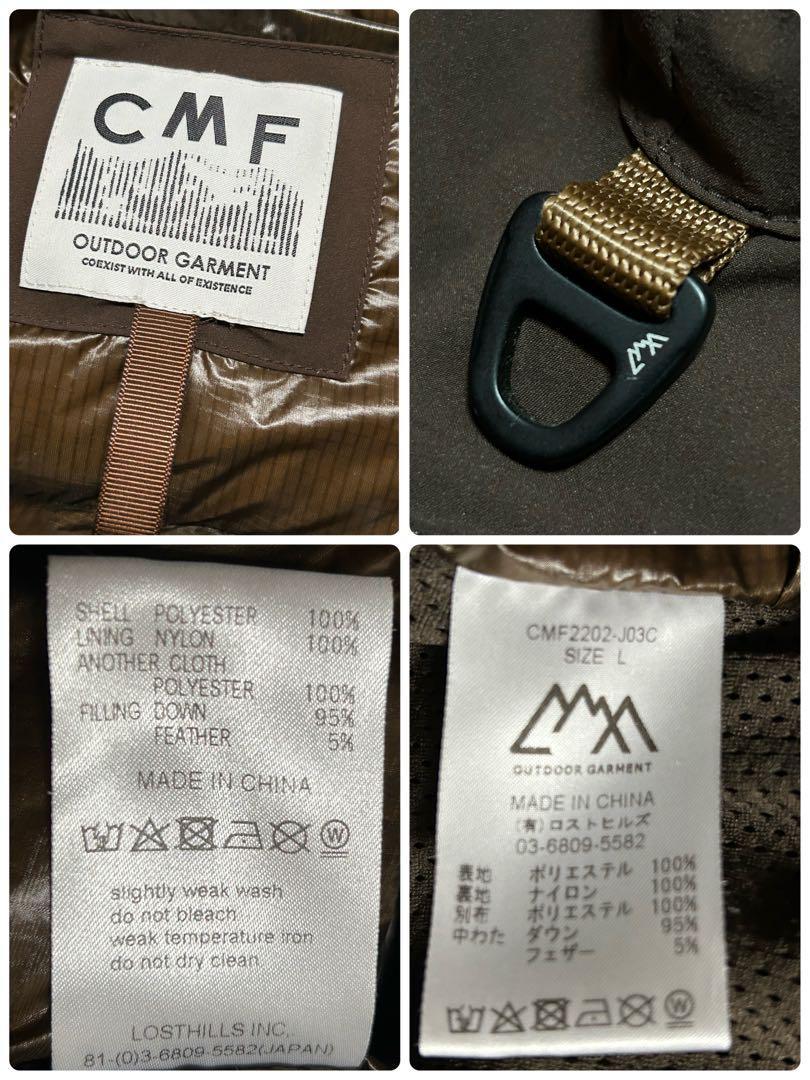 CMF
OUTDOOR GARMENT
COEXIST WITH ALL OF EXISTENCE
SHELL POLYESTER 100%
LINING NYLON 100%
ANOTHER CLOTH
POLYESTER 100%
FILLING DOWN 95%
FEATHER 5%
MADE IN CHINA
W
slightly weak wash
do not bleach
weak temperature iron
do not dry clean
LOSTHILLS INC,
81-(0)3-6809-5582(JAPAN)
CMF2202-J03C
SIZE L
OUTDOOR GARMENT
MADE IN CHINA
(有)ロストヒルズ
03-6809-5582
表地 ポリエステル 100%
裏地 ナイロン 100%
別布 ポリエステル 100%
中わた ダウン 95%
フェザー 5%
W